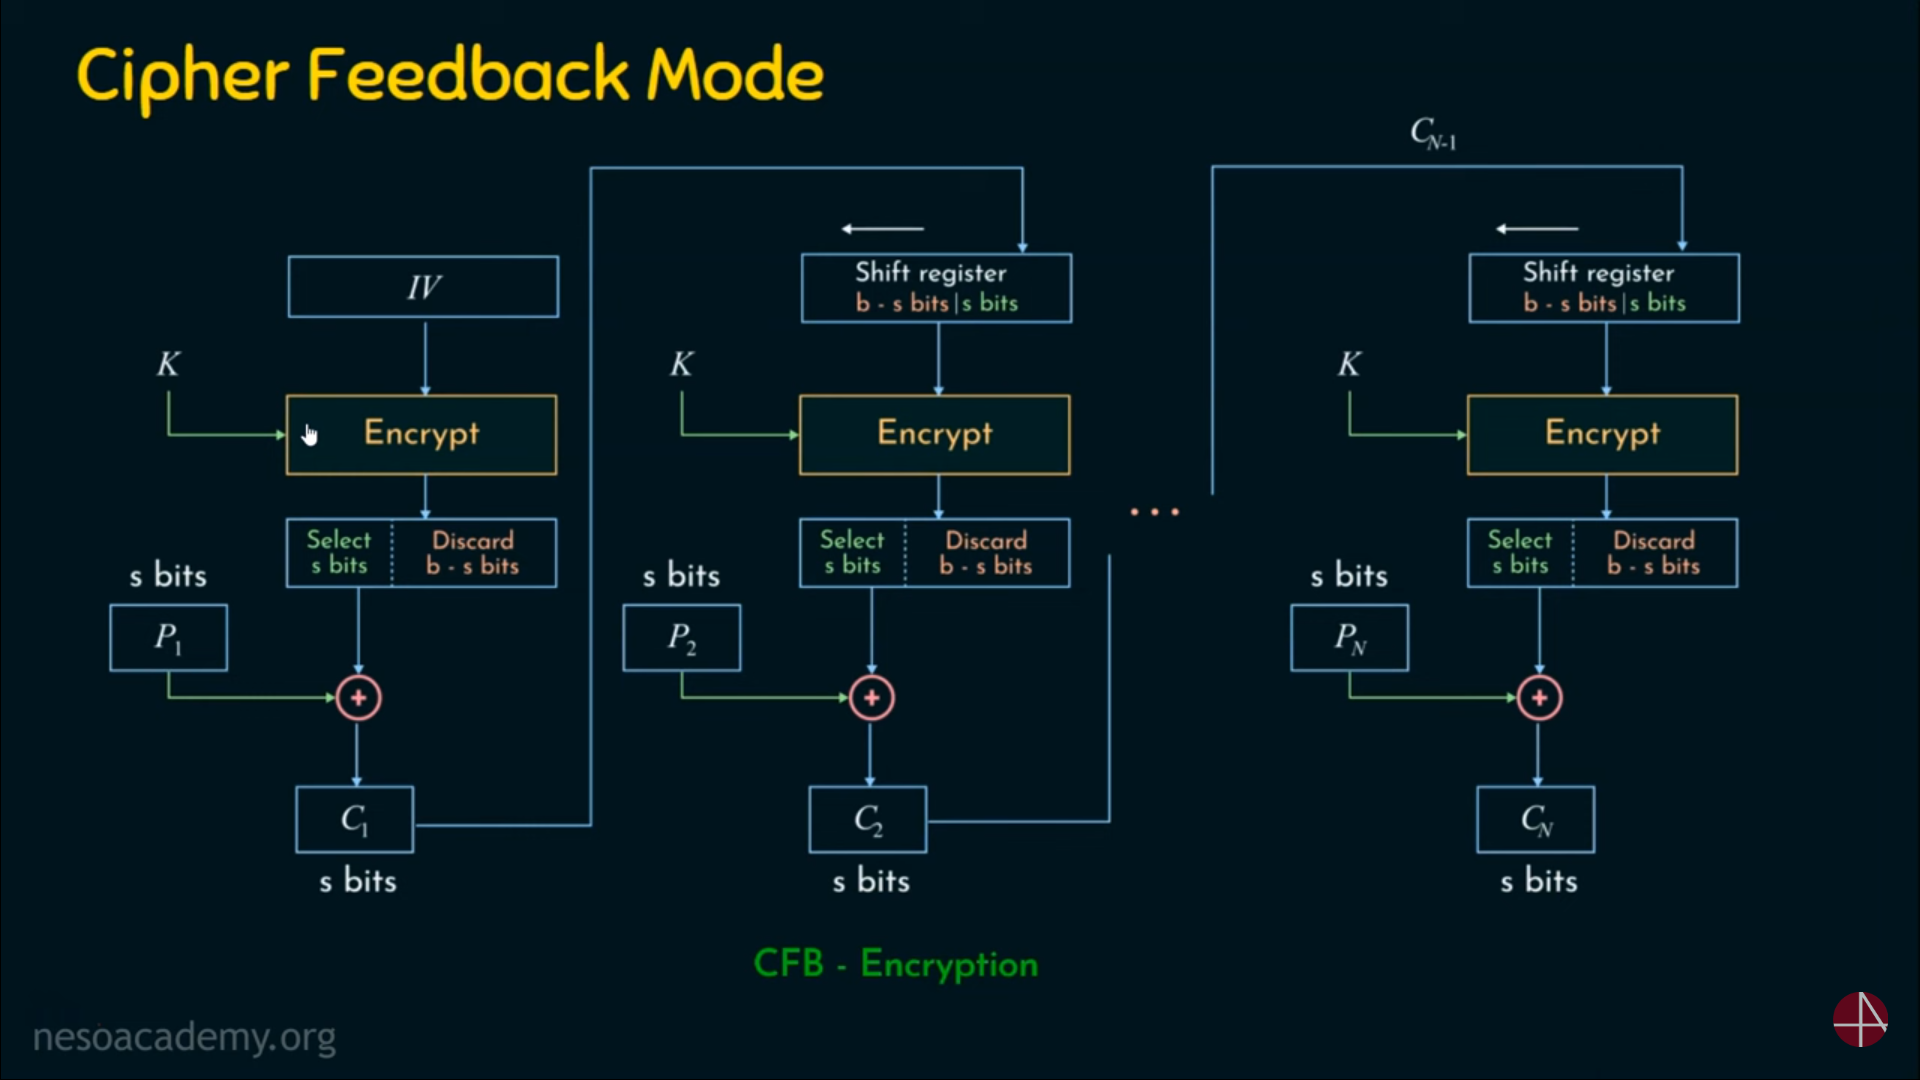 Cipher Feedback Mode
C_{N-1}
IV
Shift register
b - s bits | s bits
Shift register
b - s bits | s bits
K
K
K
Encrypt
Encrypt
Encrypt
Select
s bits
Discard
b - s bits
Select
s bits
Discard
b - s bits
...
Select
s bits
Discard
b - s bits
s bits
s bits
s bits
P_1
P_2
P_N
+
+
+
C_1
C_2
C_N
s bits
s bits
s bits
CFB - Encryption
nesoacademy.org